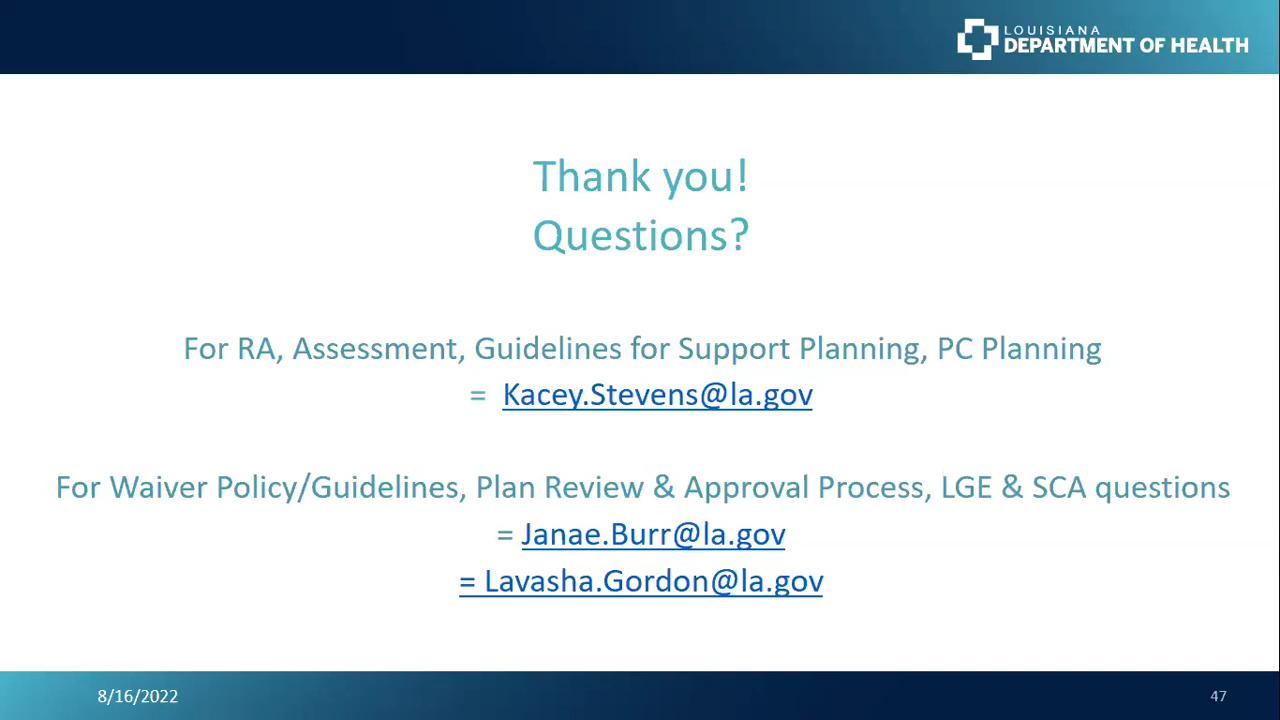 LOUISIANA
DEPARTMENT OF HEALTH
Thank you!
Questions?
For RA, Assessment, Guidelines for Support Planning, PC Planning
= Kacey.Stevens@la.gov
For Waiver Policy/Guidelines, Plan Review & Approval Process, LGE & SCA questions
= Janae.Burr@la.gov
= Lavasha.Gordon@la.gov
8/16/2022
47